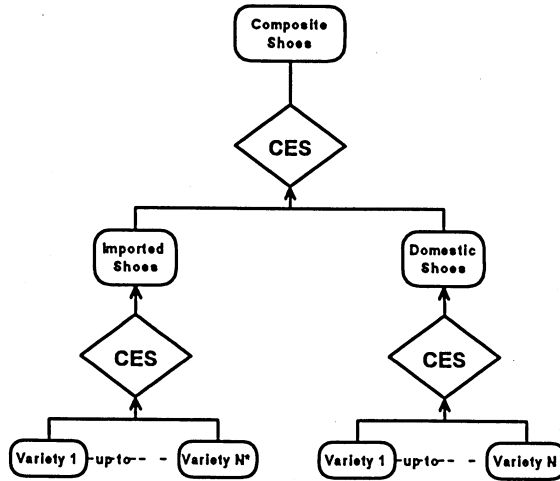 Composite
Shoes
CES
Imported
Shoes
Domestic
Shoes
CES
CES
Variety 1 -up-to-- - Variety N*
Variety 1 -up-to-- - Variety N